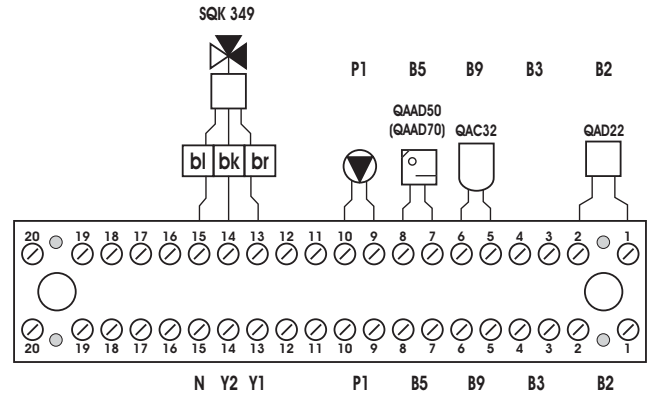 SQK 349
P1 B5 B9 B3 B2
QAAD50
(QAAD70) QAC32 QAD22
bl bk br
20 19 18 17 16 15 14 13 12 11 10 9 8 7 6 5 4 3 2 1
20 19 18 17 16 15 14 13 12 11 10 9 8 7 6 5 4 3 2 1
N Y2 Y1 P1 B5 B9 B3 B2